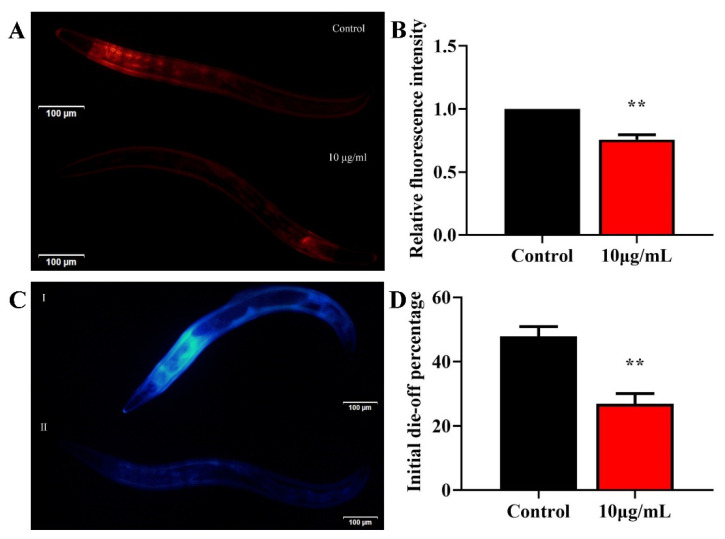 A
Control
100 µm
10 µg/ml
100 µm
B
Relative fluorescence intensity
1.5
1.0
0.5
0.0
Control
10µg/mL
**
C
I
100 µm
II
100 µm
D
Initial die-off percentage
60
40
20
0
Control
10µg/mL
**